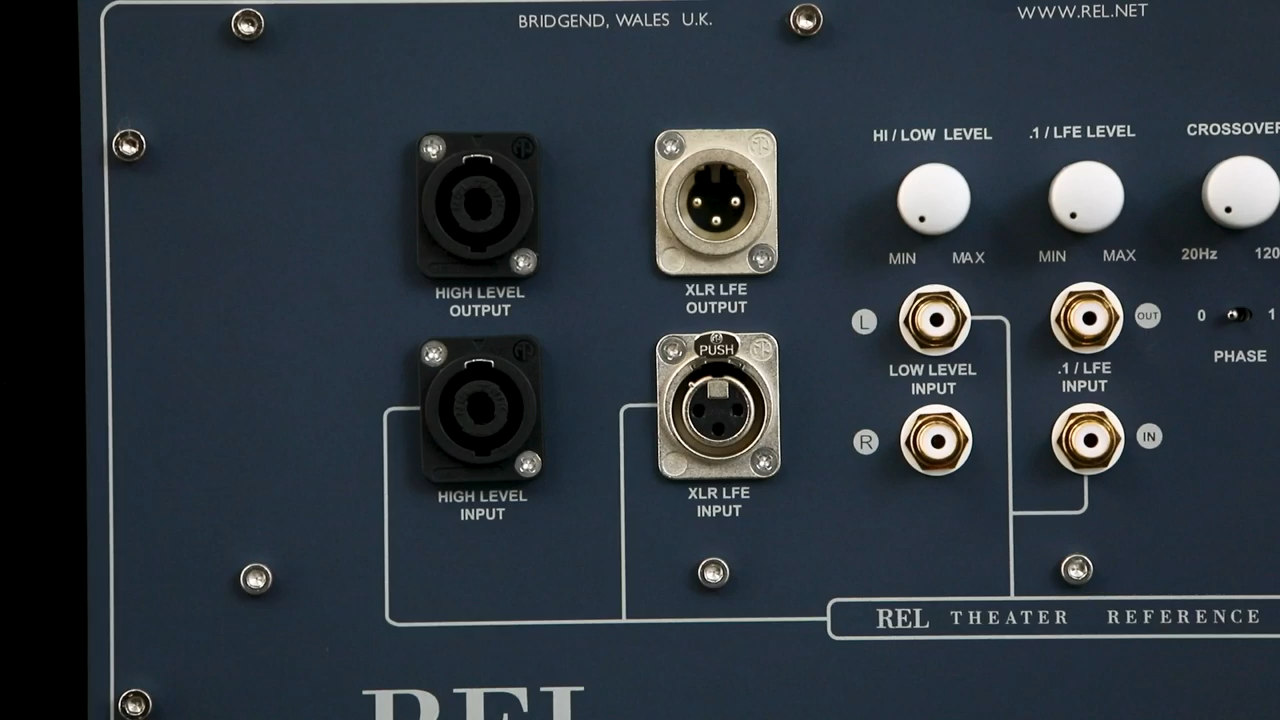 BRIDGEND, WALES U.K.
WWW.REL.NET
HI / LOW LEVEL
.1 / LFE LEVEL
CROSSOVER
MIN MAX
MIN MAX
20Hz 120
HIGH LEVEL
OUTPUT
XLR LFE
OUTPUT
L
OUT
0 1
PUSH
PHASE
LOW LEVEL
INPUT
.1 / LFE
INPUT
R
IN
HIGH LEVEL
INPUT
XLR LFE
INPUT
REL THEATER REFERENCE
REL